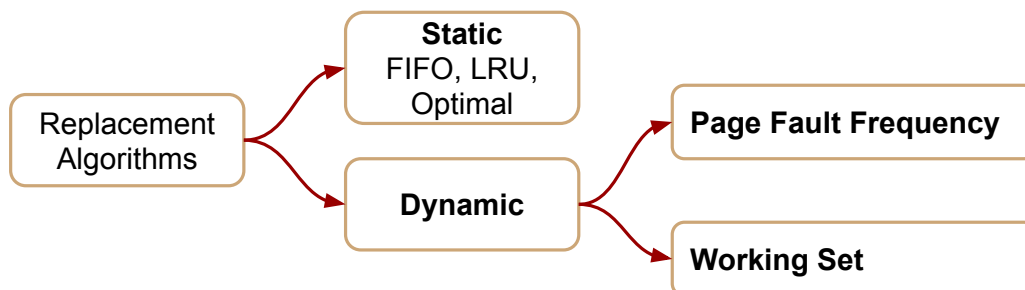 Replacement
Algorithms
Static
FIFO, LRU,
Optimal
Dynamic
Page Fault Frequency
Working Set